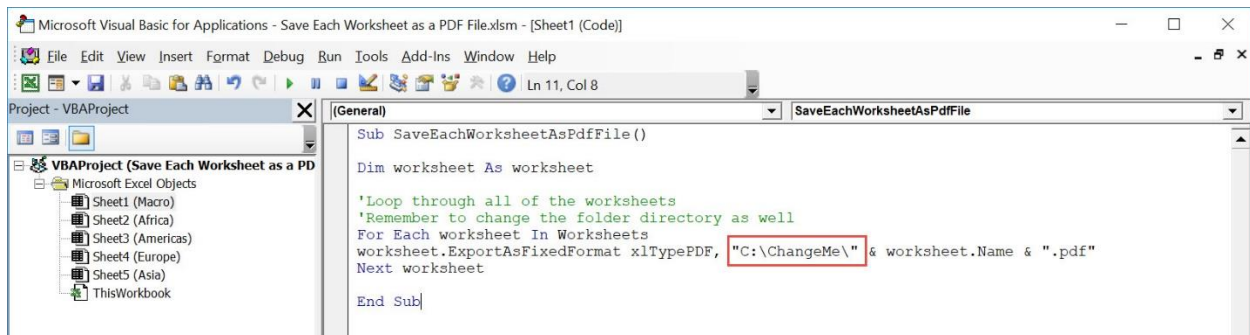 Microsoft Visual Basic for Applications - Save Each Worksheet as a PDF File.xlsm - [Sheet1 (Code)]
File Edit View Insert Format Debug Run Tools Add-Ins Window Help
Ln 11, Col 8
Project - VBAProject
(General) SaveEachWorksheetAsPdfFile
VBAProject (Save Each Worksheet as a PD
Microsoft Excel Objects
Sheet1 (Macro)
Sheet2 (Africa)
Sheet3 (Americas)
Sheet4 (Europe)
Sheet5 (Asia)
ThisWorkbook
Sub SaveEachWorksheetAsPdfFile()
Dim worksheet As worksheet
'Loop through all of the worksheets
'Remember to change the folder directory as well
For Each worksheet In Worksheets
worksheet.ExportAsFixedFormat xlTypePDF, "C:\ChangeMe\" & worksheet.Name & ".pdf"
Next worksheet
End Sub